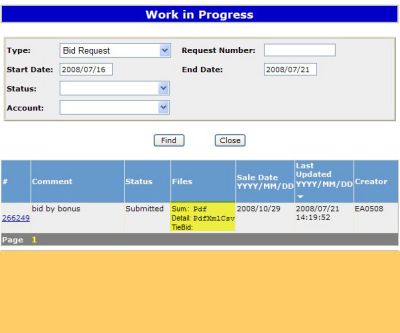 Work in Progress
Type: Bid Request Request Number:
Start Date: 2008/07/16 End Date: 2008/07/21
Status:
Account:
Find Close
# Comment Status Files Sale Date YYYY/MM/DD Last Updated YYYY/MM/DD Creator
266249 bid by bonus Submitted Sum: Pdf 2008/10/29 2008/07/21 14:19:52 EA0508
Detail: PdfXmlCsv
TieBid:
Page 1